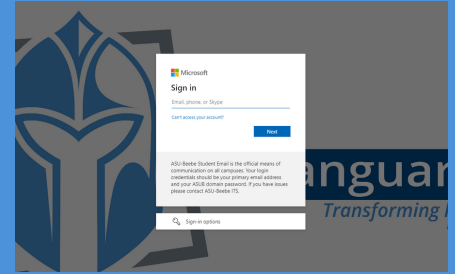 Microsoft
Sign in
Email, phone, or Skype
Can't access your account?
Next
ASU-Beebe Student Email is the official means of
communication on all campuses. Your login
credentials should be your primary email address
and your ASUB domain password. If you have issues
please contact ASU-Beebe ITS.
anguar
Transforming
Sign-in options